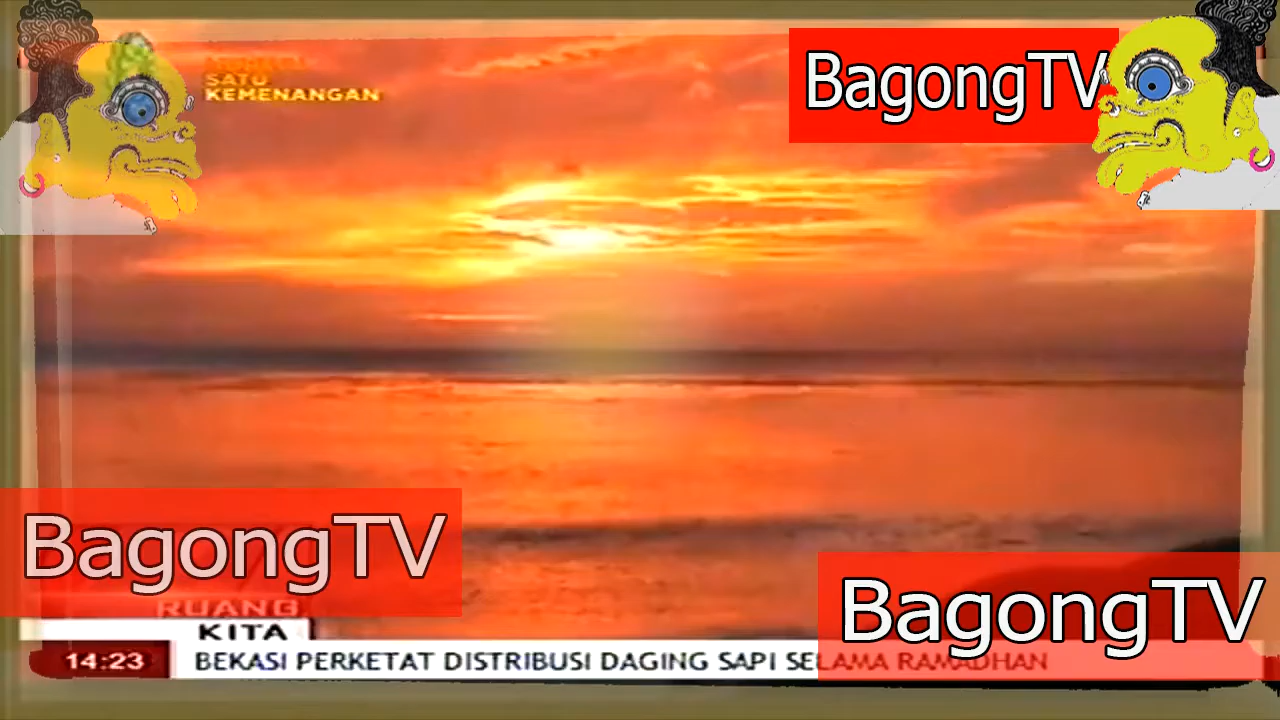 SATU
KEMENANGAN
BagongTV
BagongTV
RUANG
KITA
BagongTV
14:23
BEKASI PERKETAT DISTRIBUSI DAGING SAPI SELAMA RAMADHAN